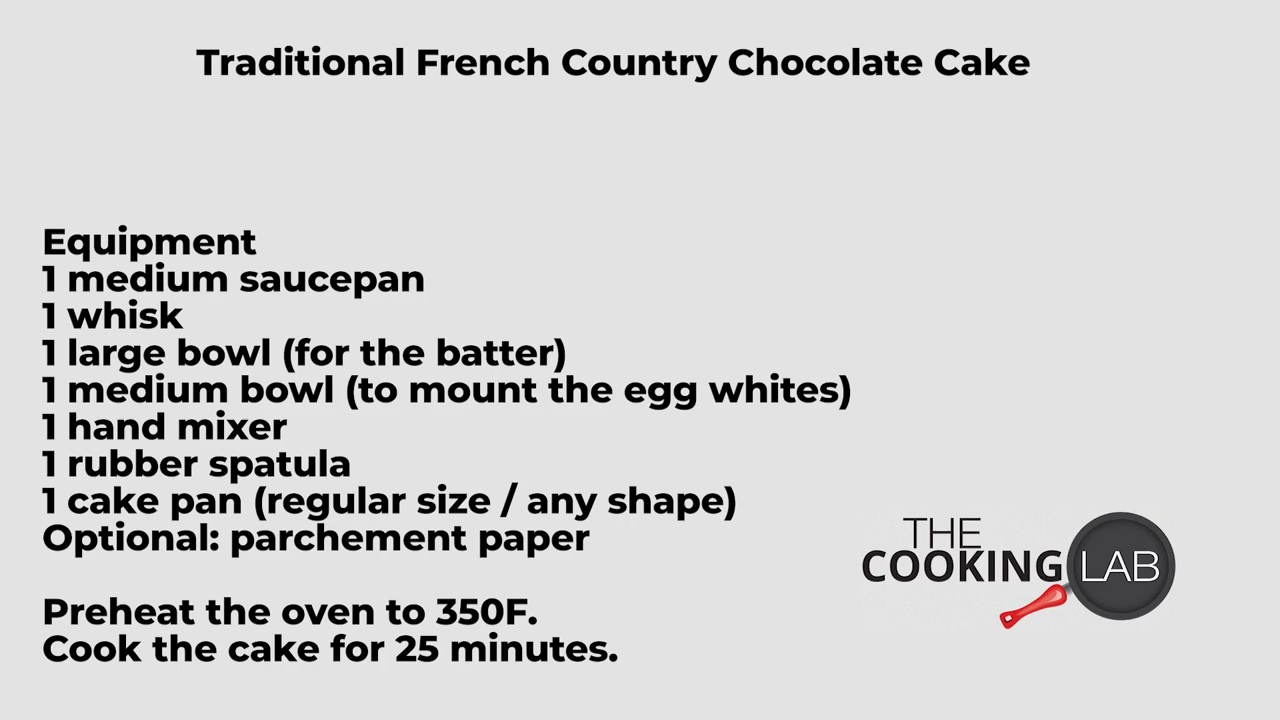 Traditional French Country Chocolate Cake
Equipment
1 medium saucepan
1 whisk
1 large bowl (for the batter)
1 medium bowl (to mount the egg whites)
1 hand mixer
1 rubber spatula
1 cake pan (regular size / any shape)
Optional: parchement paper
Preheat the oven to 350F.
Cook the cake for 25 minutes.
THE
COOKING LAB